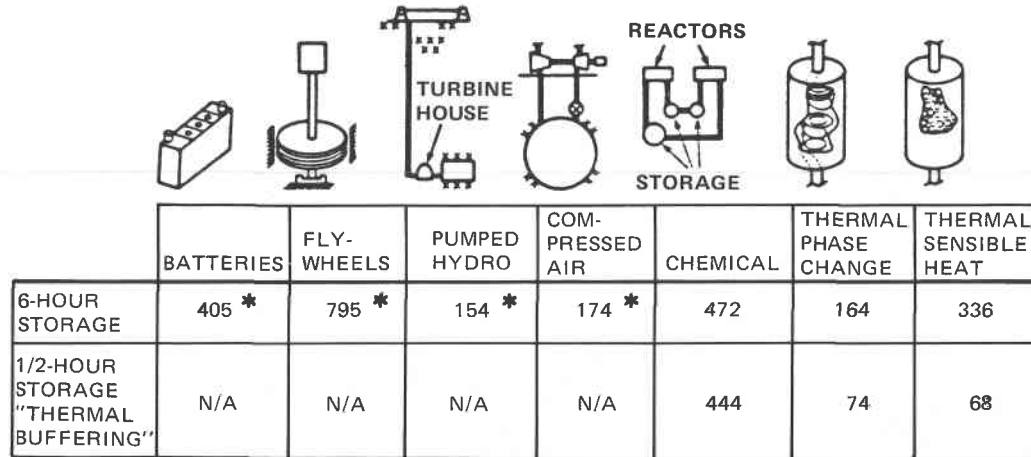 REACTORS
TURBINE
HOUSE
STORAGE
BATTERIES
FLY-
WHEELS
PUMPED
HYDRO
COM-
PRESSED
AIR
CHEMICAL
THERMAL
PHASE
CHANGE
THERMAL
SENSIBLE
HEAT
6-HOUR
STORAGE
405 *
795 *
154 *
174 *
472
164
336
1/2-HOUR
STORAGE
"THERMAL
BUFFERING"
N/A
N/A
N/A
N/A
444
74
68